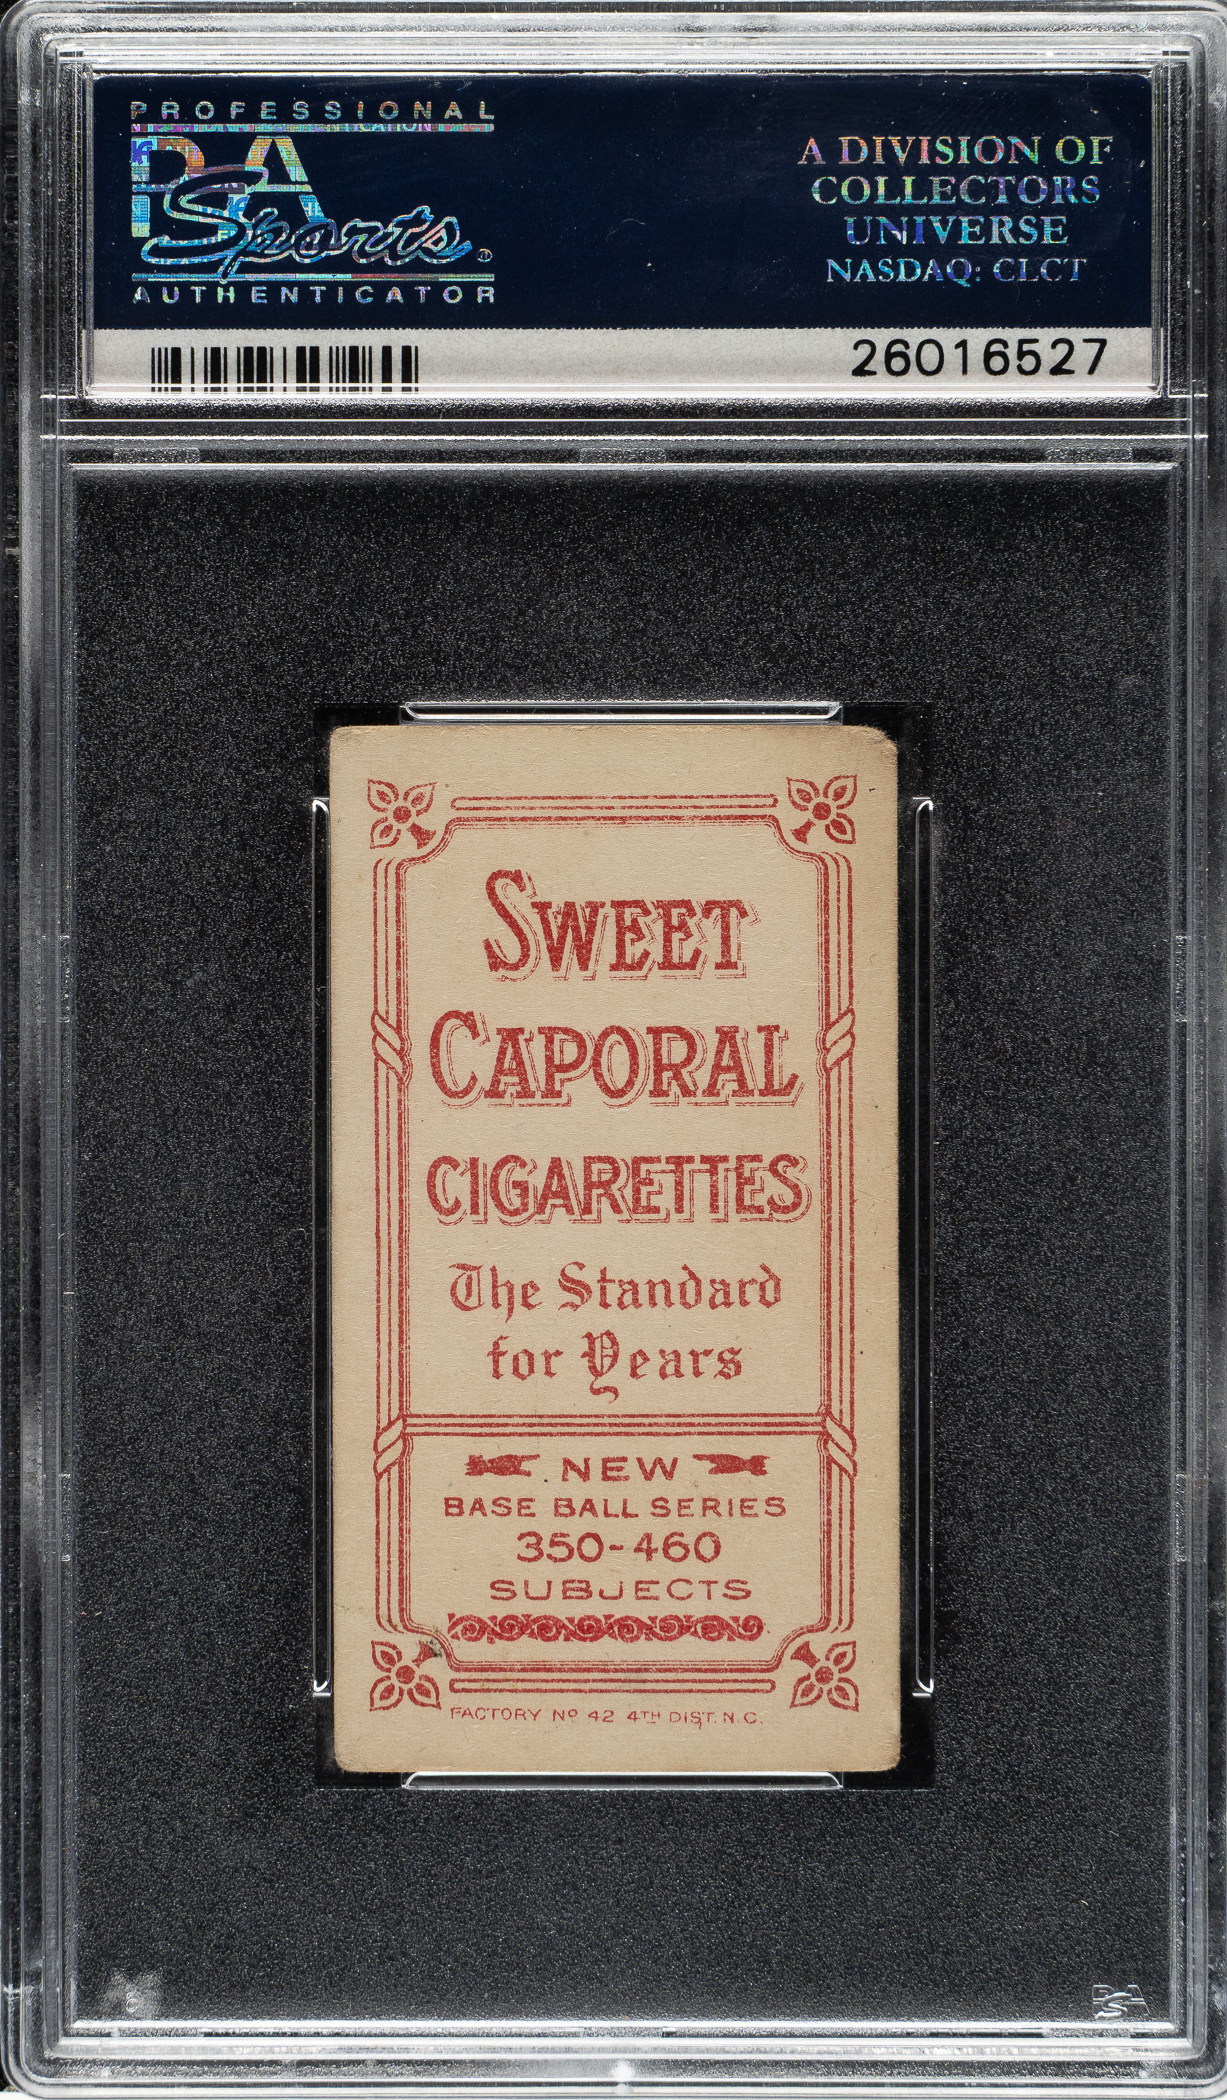 PROFESSIONAL
PSA
Sports®
AUTHENTICATOR
A DIVISION OF
COLLECTORS
UNIVERSE
NASDAQ: CLCT
26016527
SWEET
CAPORAL
CIGARETTES
The Standard
for Years
NEW
BASE BALL SERIES
350-460
SUBJECTS
FACTORY Nº 42 4TH DIST. N.C.
PSA